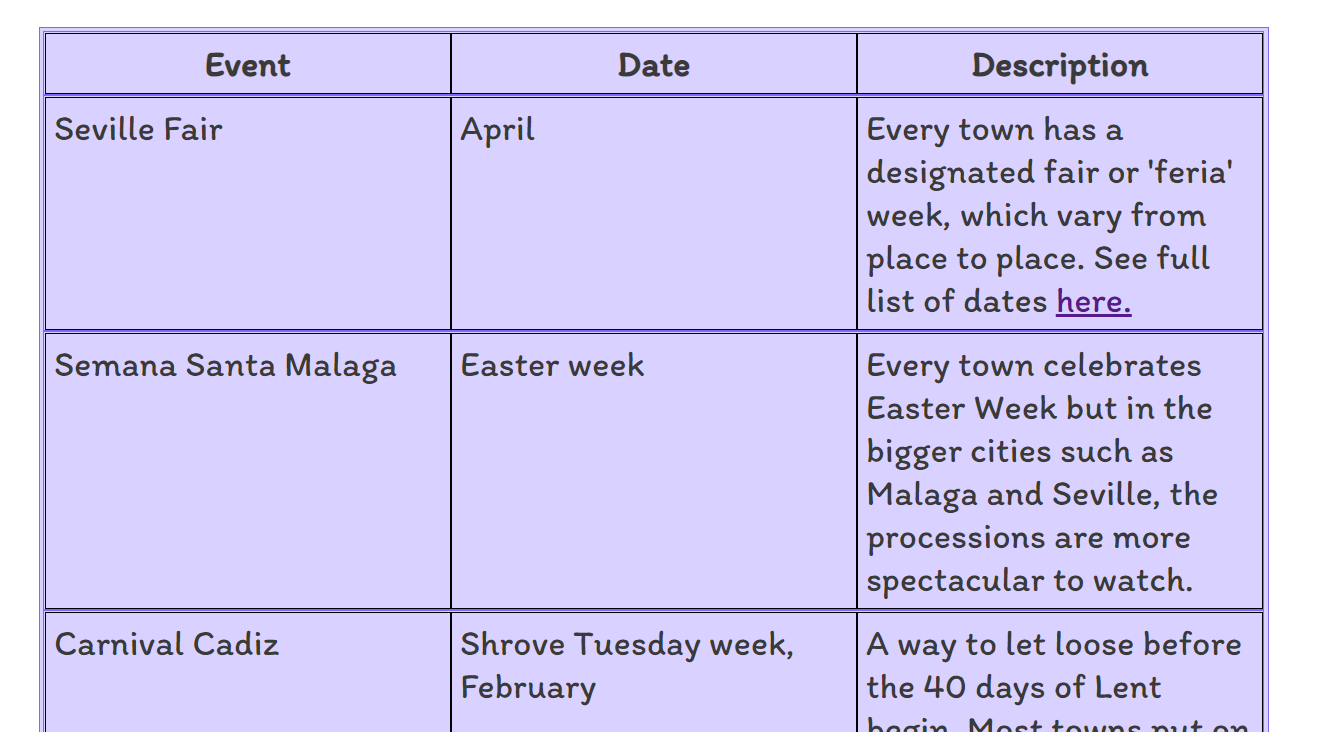 Event Date Description
Seville Fair April Every town has a
designated fair or 'feria'
week, which vary from
place to place. See full
list of dates here.
Semana Santa Malaga Easter week Every town celebrates
Easter Week but in the
bigger cities such as
Malaga and Seville, the
processions are more
spectacular to watch.
Carnival Cadiz Shrove Tuesday week, A way to let loose before
February the 40 days of Lent
begin. Most towns put on